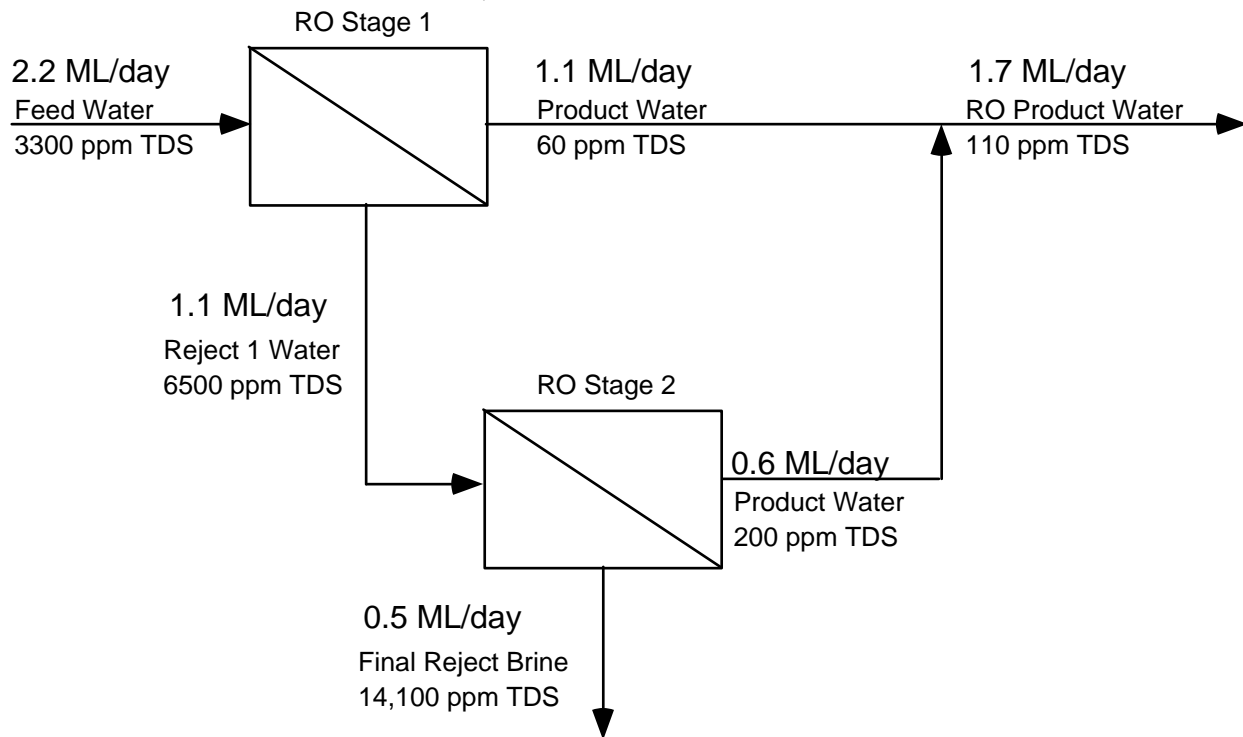 RO Stage 1
2.2 ML/day
Feed Water
3300 ppm TDS
1.1 ML/day
Product Water
60 ppm TDS
1.7 ML/day
RO Product Water
110 ppm TDS
1.1 ML/day
Reject 1 Water
6500 ppm TDS
RO Stage 2
0.6 ML/day
Product Water
200 ppm TDS
0.5 ML/day
Final Reject Brine
14,100 ppm TDS